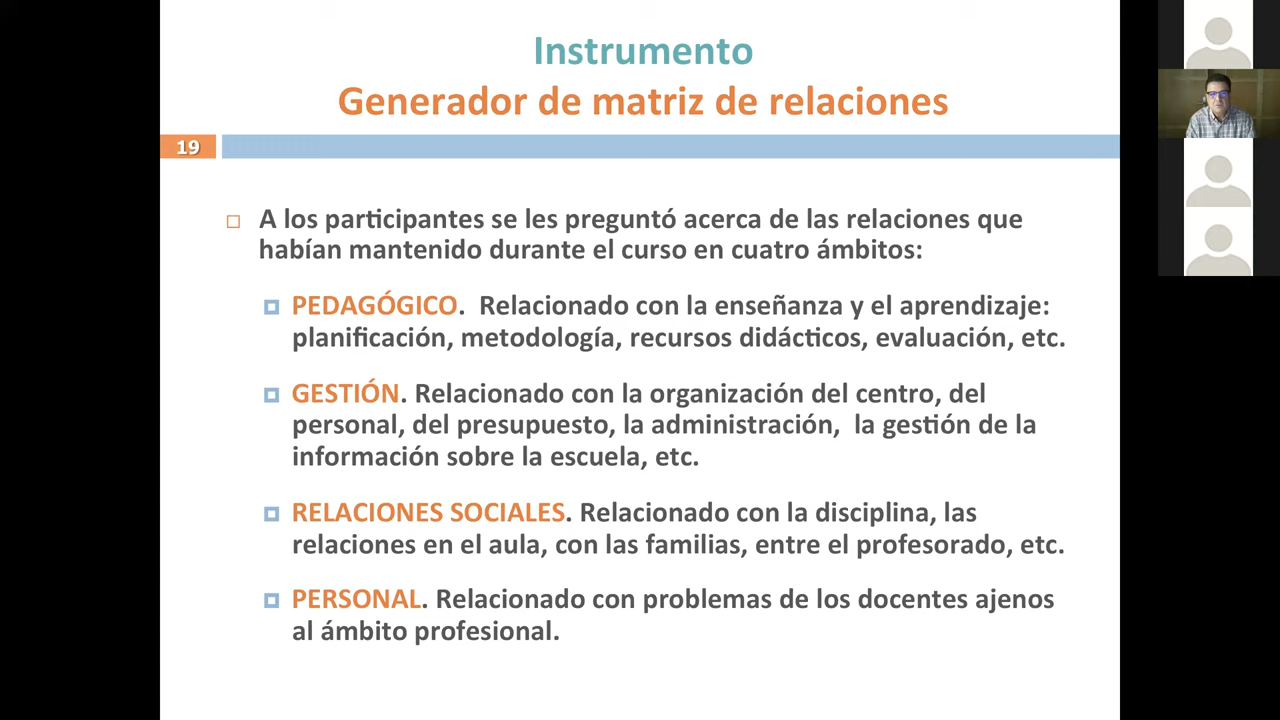 Instrumento
Generador de matriz de relaciones
19
A los participantes se les preguntó acerca de las relaciones que
habían mantenido durante el curso en cuatro ámbitos:
PEDAGÓGICO.  Relacionado con la enseñanza y el aprendizaje:
planificación, metodología, recursos didácticos, evaluación, etc.
GESTIÓN. Relacionado con la organización del centro, del
personal, del presupuesto, la administración,  la gestión de la
información sobre la escuela, etc.
RELACIONES SOCIALES. Relacionado con la disciplina, las
relaciones en el aula, con las familias, entre el profesorado, etc.
PERSONAL. Relacionado con problemas de los docentes ajenos
al ámbito profesional.